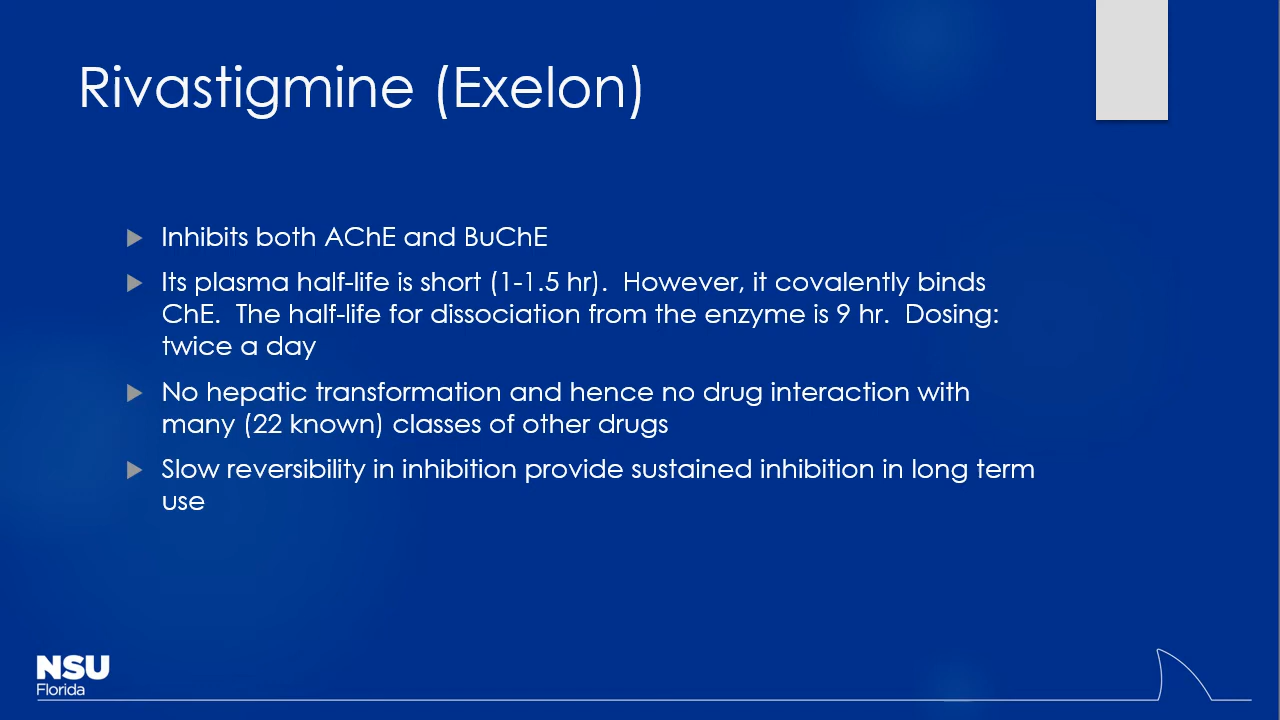 Rivastigmine (Exelon)
Inhibits both AChE and BuChE
Its plasma half-life is short (1-1.5 hr).  However, it covalently binds
ChE.  The half-life for dissociation from the enzyme is 9 hr.  Dosing:
twice a day
No hepatic transformation and hence no drug interaction with
many (22 known) classes of other drugs
Slow reversibility in inhibition provide sustained inhibition in long term
use
NSU
Florida